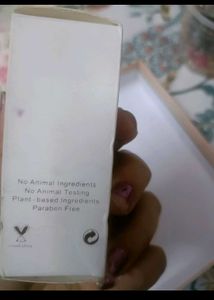 No Animal Ingredients
No Animal Testing
Plant-based Ingredients
Paraben Free